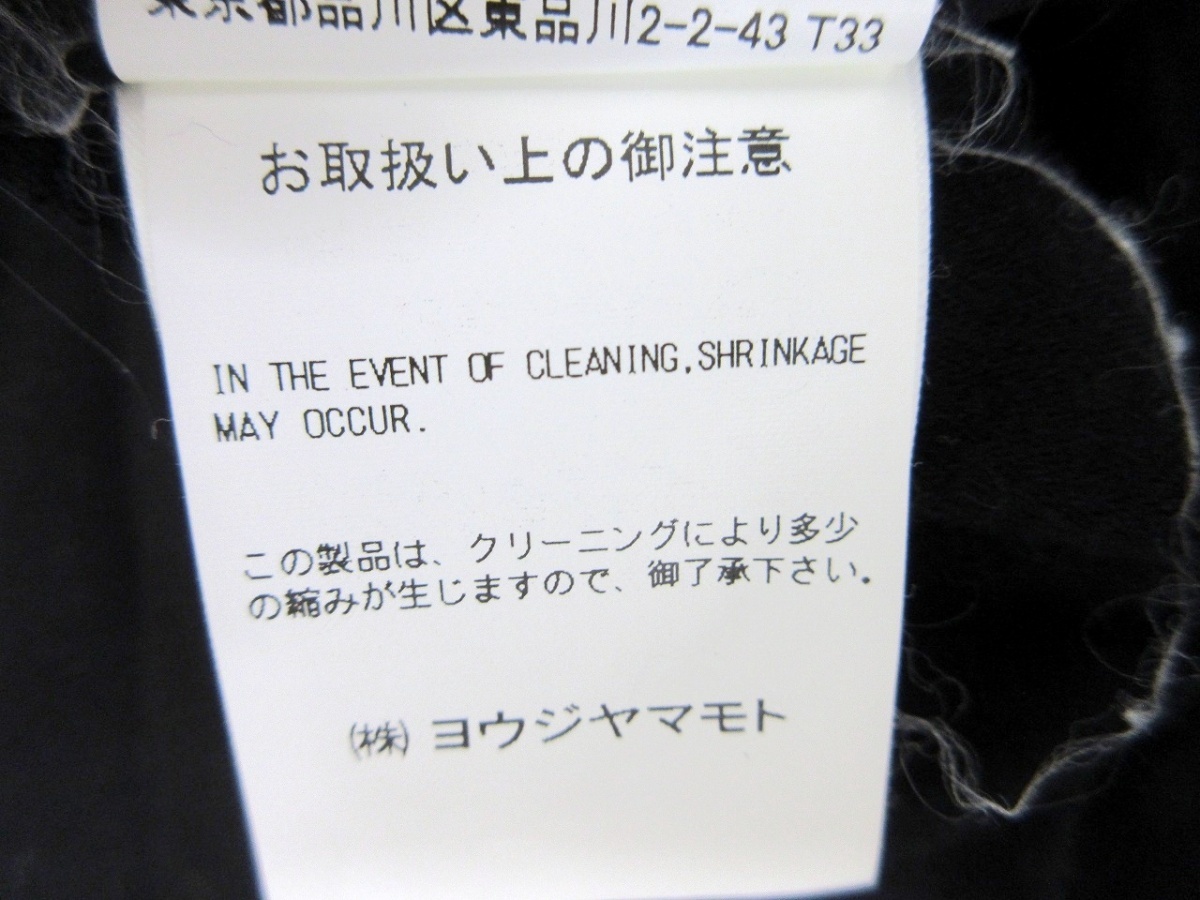 東京都品川区東品川2-2-43 T33
お取扱い上の御注意
IN THE EVENT OF CLEANING,SHRINKAGE
MAY OCCUR.
この製品は、クリーニングにより多少
の縮みが生じますので、御了承下さい。
㈱ ヨウジヤマモト